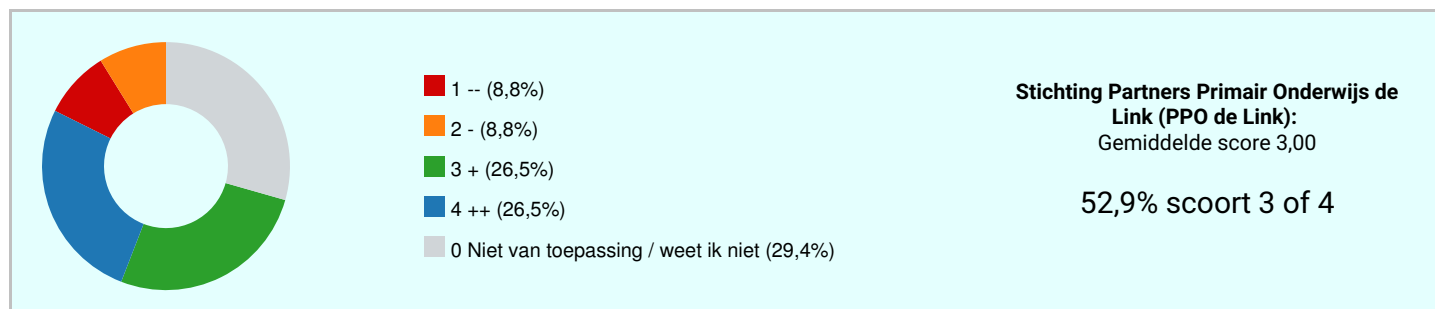 1 -- (8,8%)
2 - (8,8%)
3 + (26,5%)
4 ++ (26,5%)
0 Niet van toepassing / weet ik niet (29,4%)
Stichting Partners Primair Onderwijs de
Link (PPO de Link):
Gemiddelde score 3,00
52,9% scoort 3 of 4